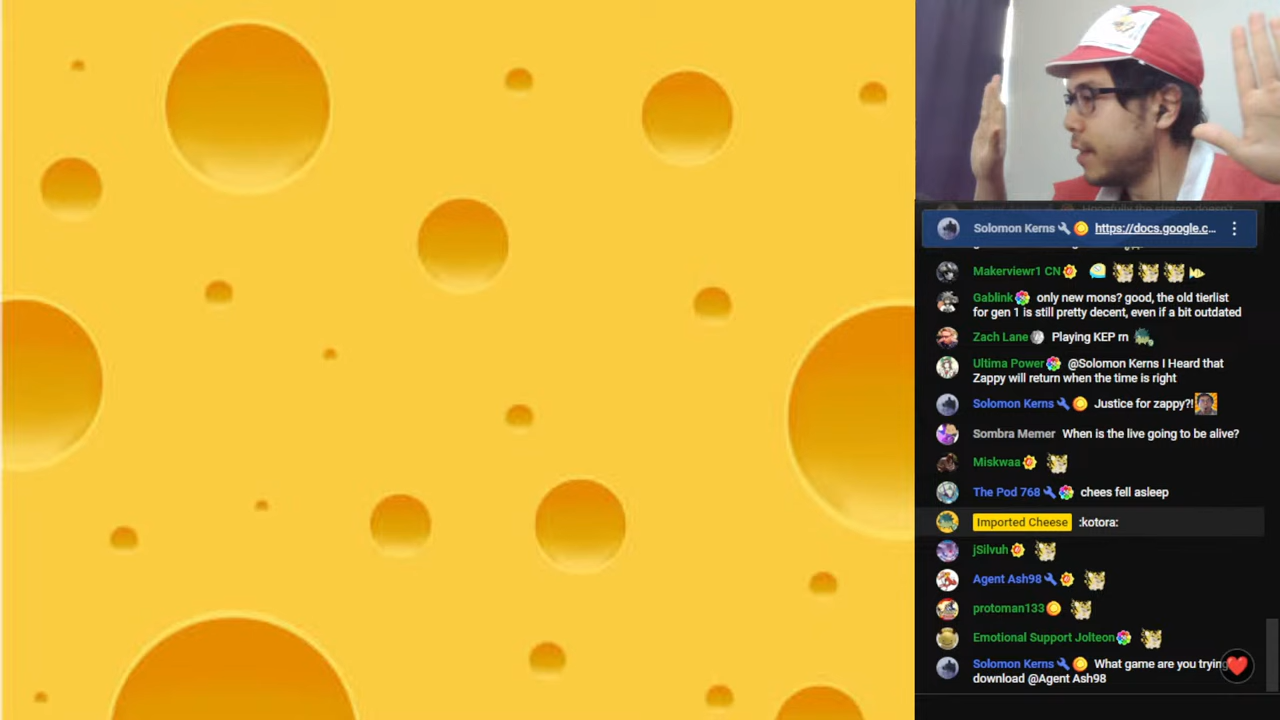 Solomon Kerns https://docs.google.c...
Makerviewr1 CN
Gablink only new mons? good, the old tierlist
for gen 1 is still pretty decent, even if a bit outdated
Zach Lane Playing KEP rn
Ultima Power @Solomon Kerns I Heard that
Zappy will return when the time is right
Solomon Kerns Justice for zappy?!
Sombra Memer When is the live going to be alive?
Miskwaa
The Pod 768 chees fell asleep
Imported Cheese :kotora:
jSilvuh
Agent Ash98
protoman133
Emotional Support Jolteon
Solomon Kerns What game are you trying
download @Agent Ash98